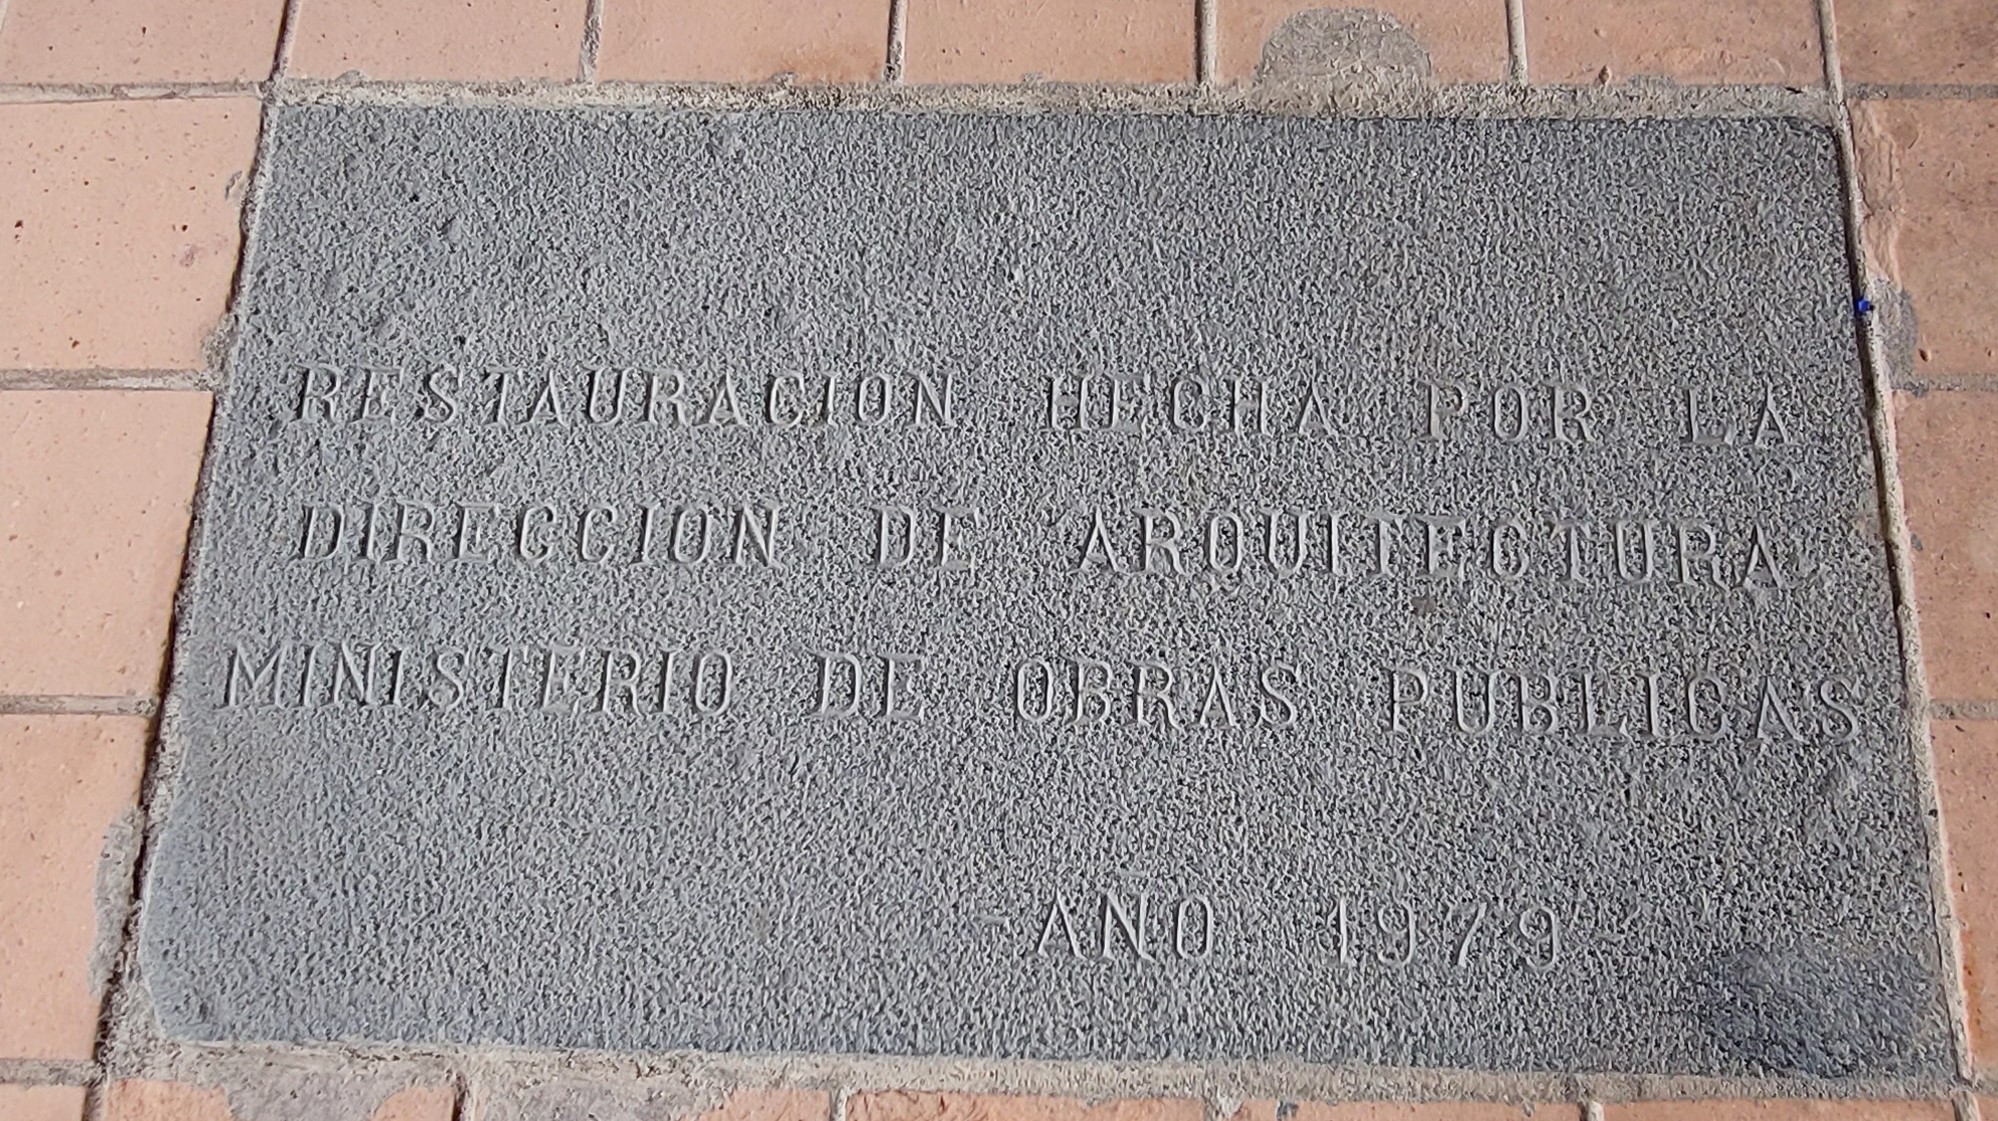 RESTAURACION HECHA POR LA
DIRECCION DE ARQUITECTURA
MINISTERIO DE OBRAS PUBLICAS
-AÑO 1979-